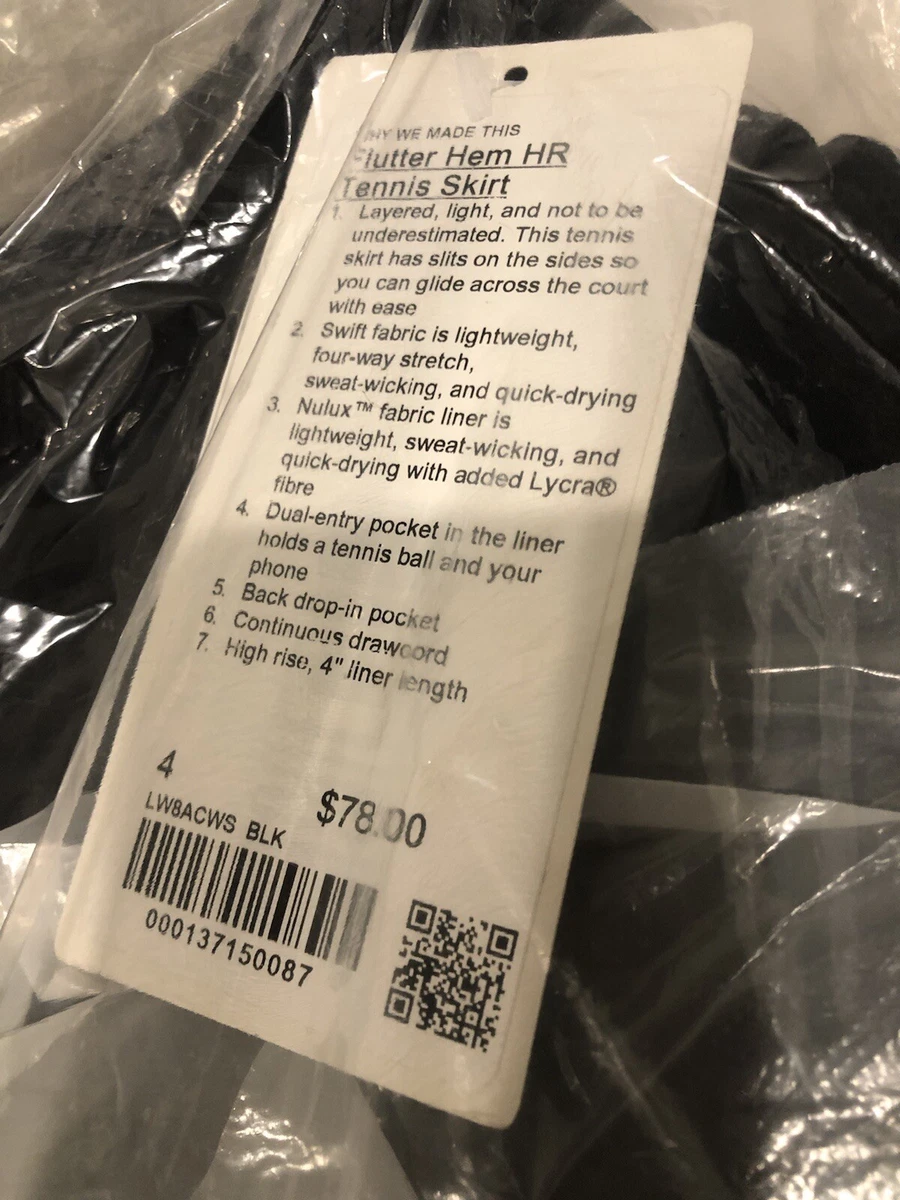 WHY WE MADE THIS
Flutter Hem HR
Tennis Skirt
1. Layered, light, and not to be
underestimated. This tennis
skirt has slits on the sides so
you can glide across the court
with ease
2. Swift fabric is lightweight,
four-way stretch,
sweat-wicking, and quick-drying
3. Nulux™ fabric liner is
lightweight, sweat-wicking, and
quick-drying with added Lycra®
fibre
4. Dual-entry pocket in the liner
holds a tennis ball and your
phone
5. Back drop-in pocket
6. Continuous drawcord
7. High rise, 4" liner length
4
$78.00
LW8ACWS BLK
000137150087